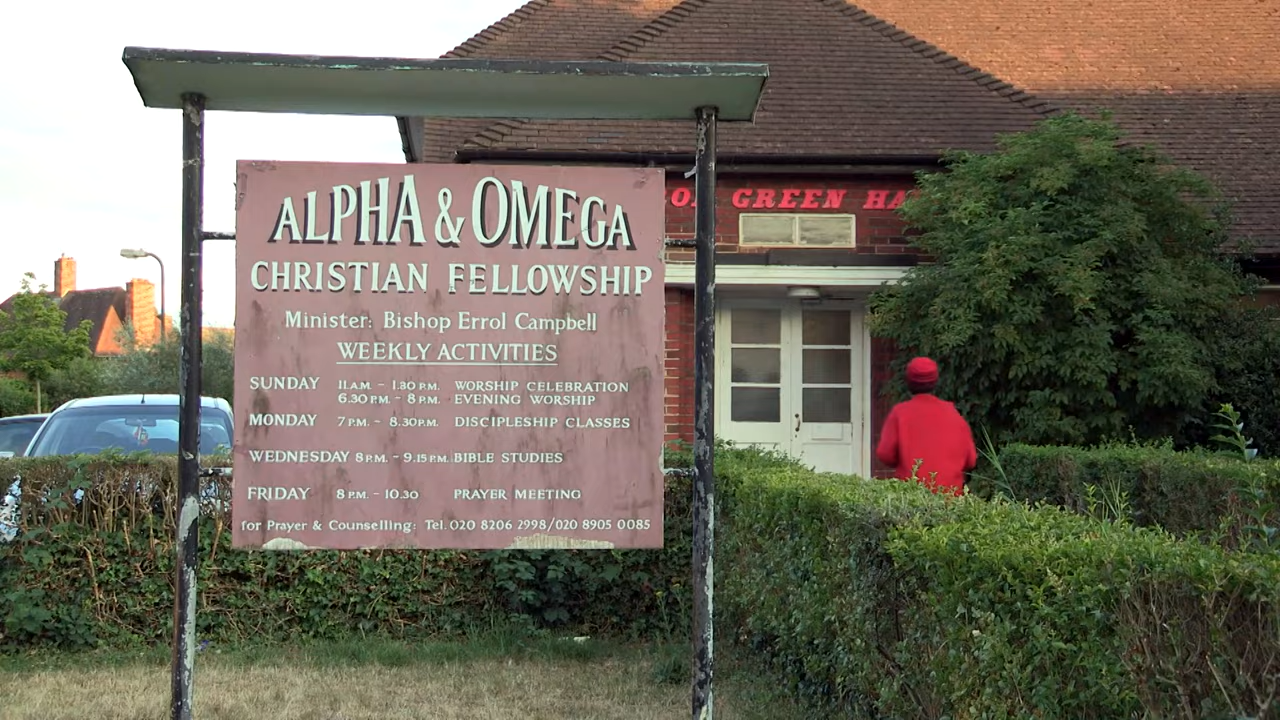 ALPHA & OMEGA
CHRISTIAN FELLOWSHIP
Minister: Bishop Errol Campbell
WEEKLY ACTIVITIES
SUNDAY 11 A.M. - 1.30 P.M. WORSHIP CELEBRATION
6.30 P.M. - 8 P.M. EVENING WORSHIP
MONDAY 7 P.M. - 8.30 P.M. DISCIPLESHIP CLASSES
WEDNESDAY 8 P.M. - 9.15 P.M. BIBLE STUDIES
FRIDAY 8 P.M. - 10.30 PRAYER MEETING
for Prayer & Counselling: Tel. 020 8206 2998/020 8905 0085
GREEN